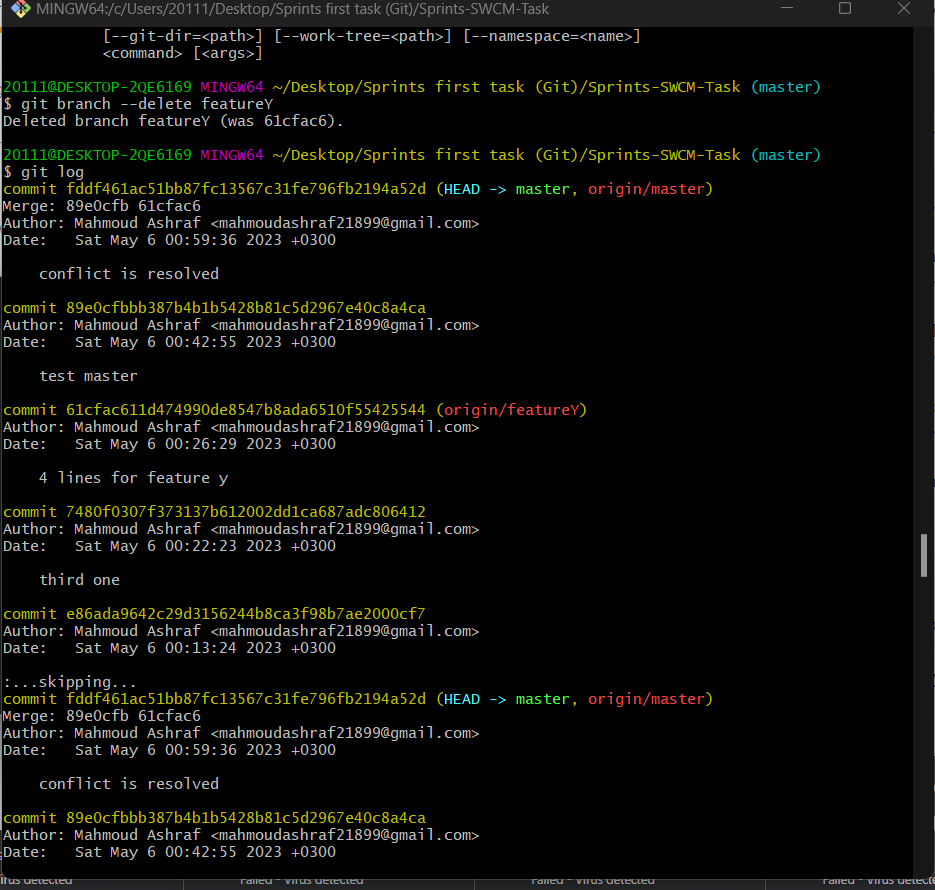 MINGW64:/c/Users/20111/Desktop/Sprints first task (Git)/Sprints-SWCM-Task
[--git-dir=<path>] [--work-tree=<path>] [--namespace=<name>]
<command> [<args>]
20111@DESKTOP-2QE6169 MINGW64 ~/Desktop/Sprints first task (Git)/Sprints-SWCM-Task (master)
$ git branch --delete featureY
Deleted branch featureY (was 61cfac6).
20111@DESKTOP-2QE6169 MINGW64 ~/Desktop/Sprints first task (Git)/Sprints-SWCM-Task (master)
$ git log
commit fddf461ac51bb87fc13567c31fe796fb2194a52d (HEAD -> master, origin/master)
Merge: 89e0cfb 61cfac6
Author: Mahmoud Ashraf <mahmoudashraf21899@gmail.com>
Date:   Sat May 6 00:59:36 2023 +0300
conflict is resolved
commit 89e0cfbbb387b4b1b5428b81c5d2967e40c8a4ca
Author: Mahmoud Ashraf <mahmoudashraf21899@gmail.com>
Date:   Sat May 6 00:42:55 2023 +0300
test master
commit 61cfac611d474990de8547b8ada6510f55425544 (origin/featureY)
Author: Mahmoud Ashraf <mahmoudashraf21899@gmail.com>
Date:   Sat May 6 00:26:29 2023 +0300
4 lines for feature y
commit 7480f0307f373137b612002dd1ca687adc806412
Author: Mahmoud Ashraf <mahmoudashraf21899@gmail.com>
Date:   Sat May 6 00:22:23 2023 +0300
third one
commit e86ada9642c29d3156244b8ca3f98b7ae2000cf7
Author: Mahmoud Ashraf <mahmoudashraf21899@gmail.com>
Date:   Sat May 6 00:13:24 2023 +0300
:...skipping...
commit fddf461ac51bb87fc13567c31fe796fb2194a52d (HEAD -> master, origin/master)
Merge: 89e0cfb 61cfac6
Author: Mahmoud Ashraf <mahmoudashraf21899@gmail.com>
Date:   Sat May 6 00:59:36 2023 +0300
conflict is resolved
commit 89e0cfbbb387b4b1b5428b81c5d2967e40c8a4ca
Author: Mahmoud Ashraf <mahmoudashraf21899@gmail.com>
Date:   Sat May 6 00:42:55 2023 +0300
detected Failed - Virus detected Failed - Virus detected Failed - Virus